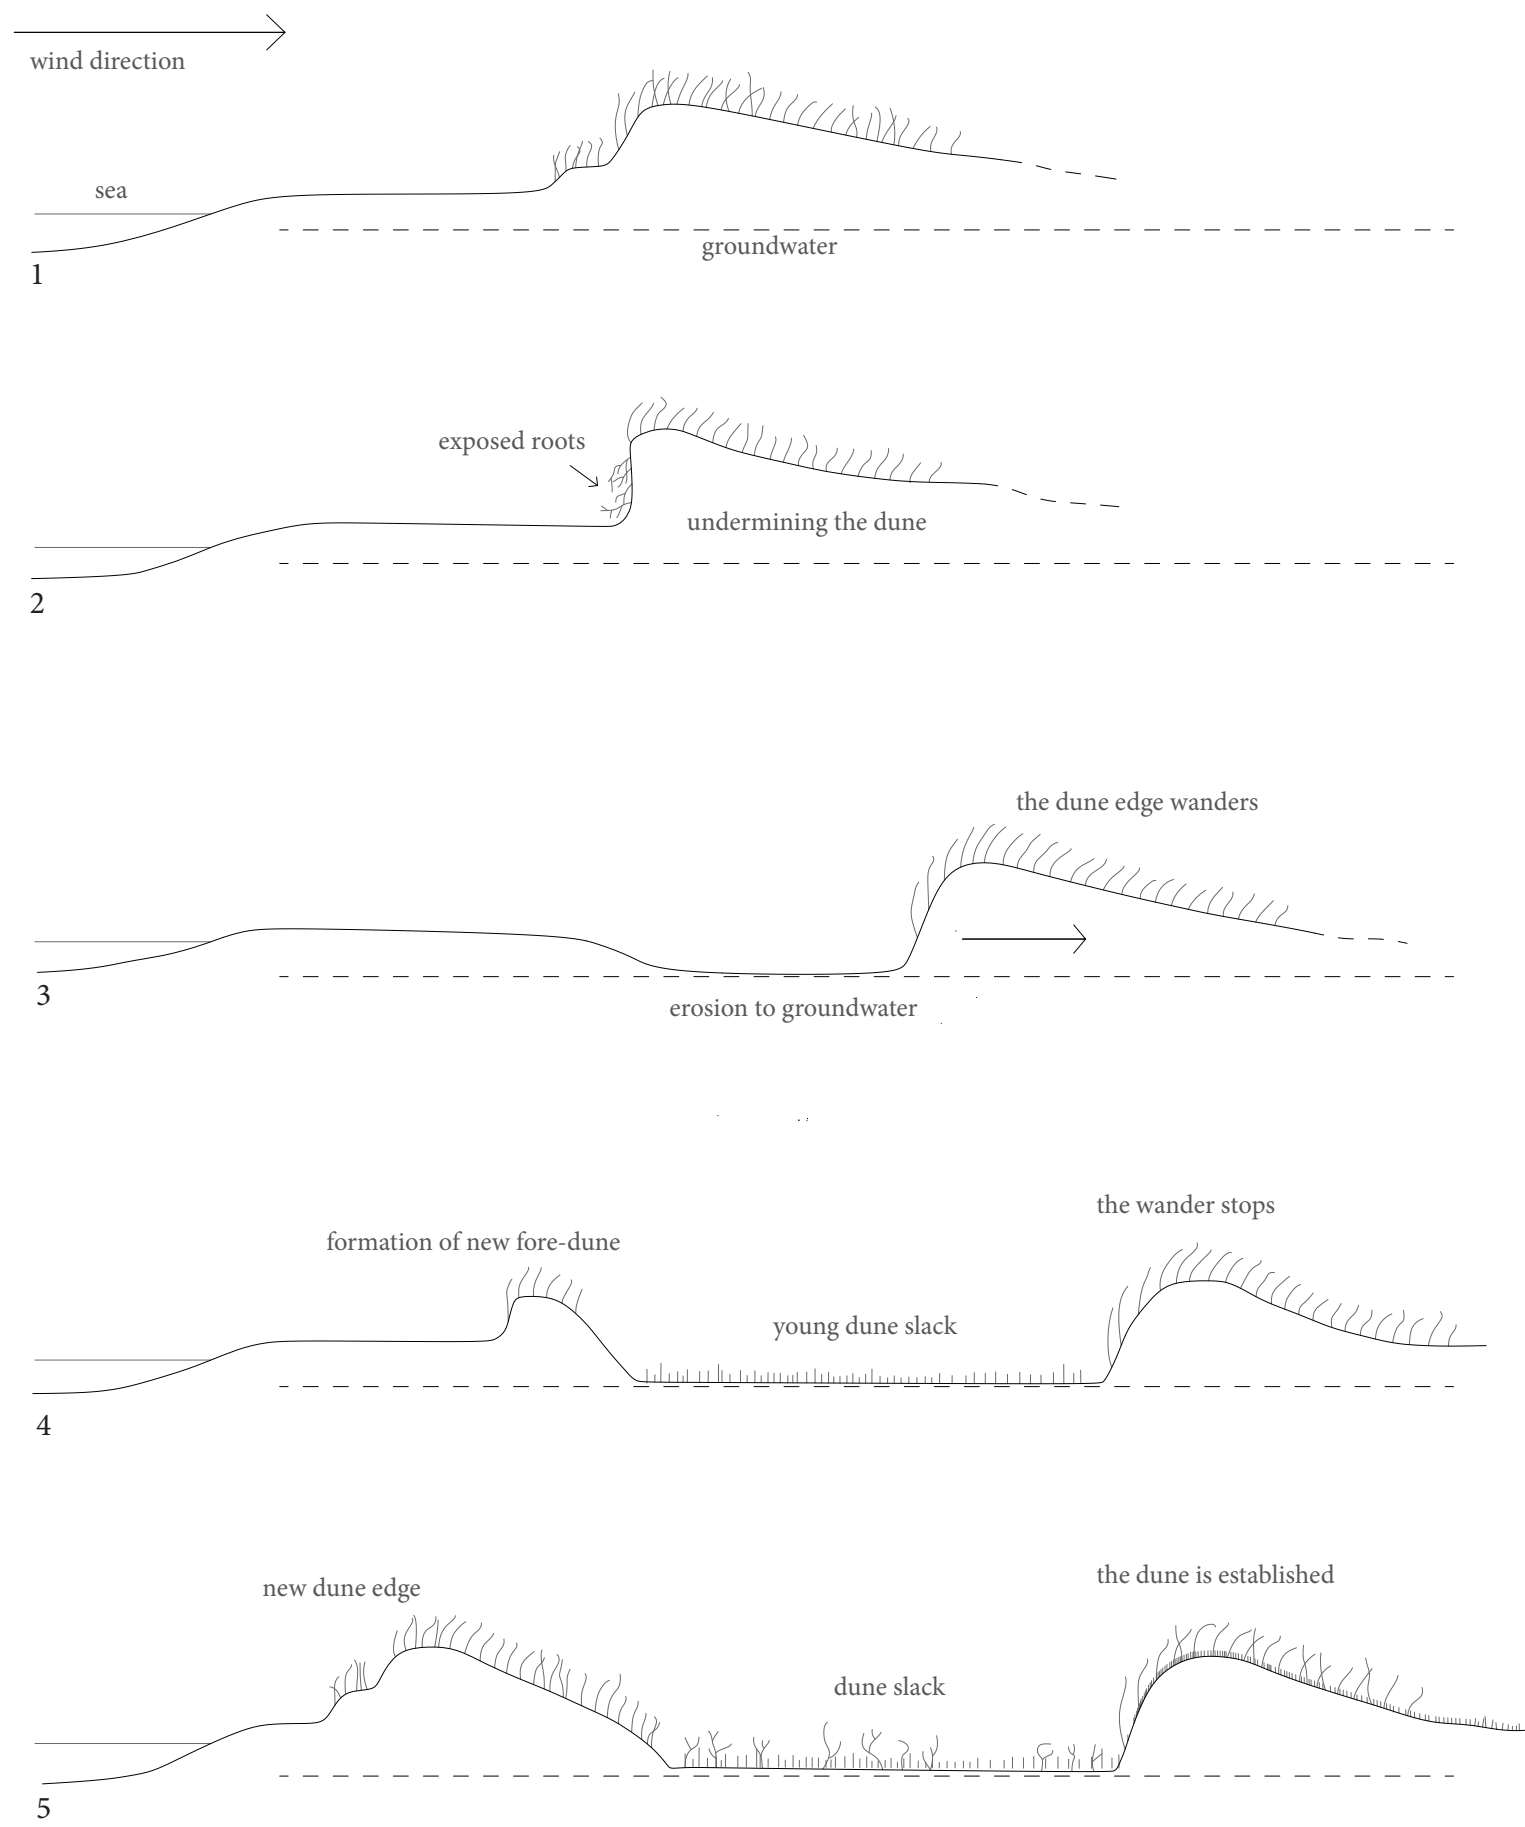 wind direction
sea
groundwater
1
exposed roots
undermining the dune
2
the dune edge wanders
3
erosion to groundwater
the wander stops
formation of new fore-dune
young dune slack
4
the dune is established
new dune edge
dune slack
5